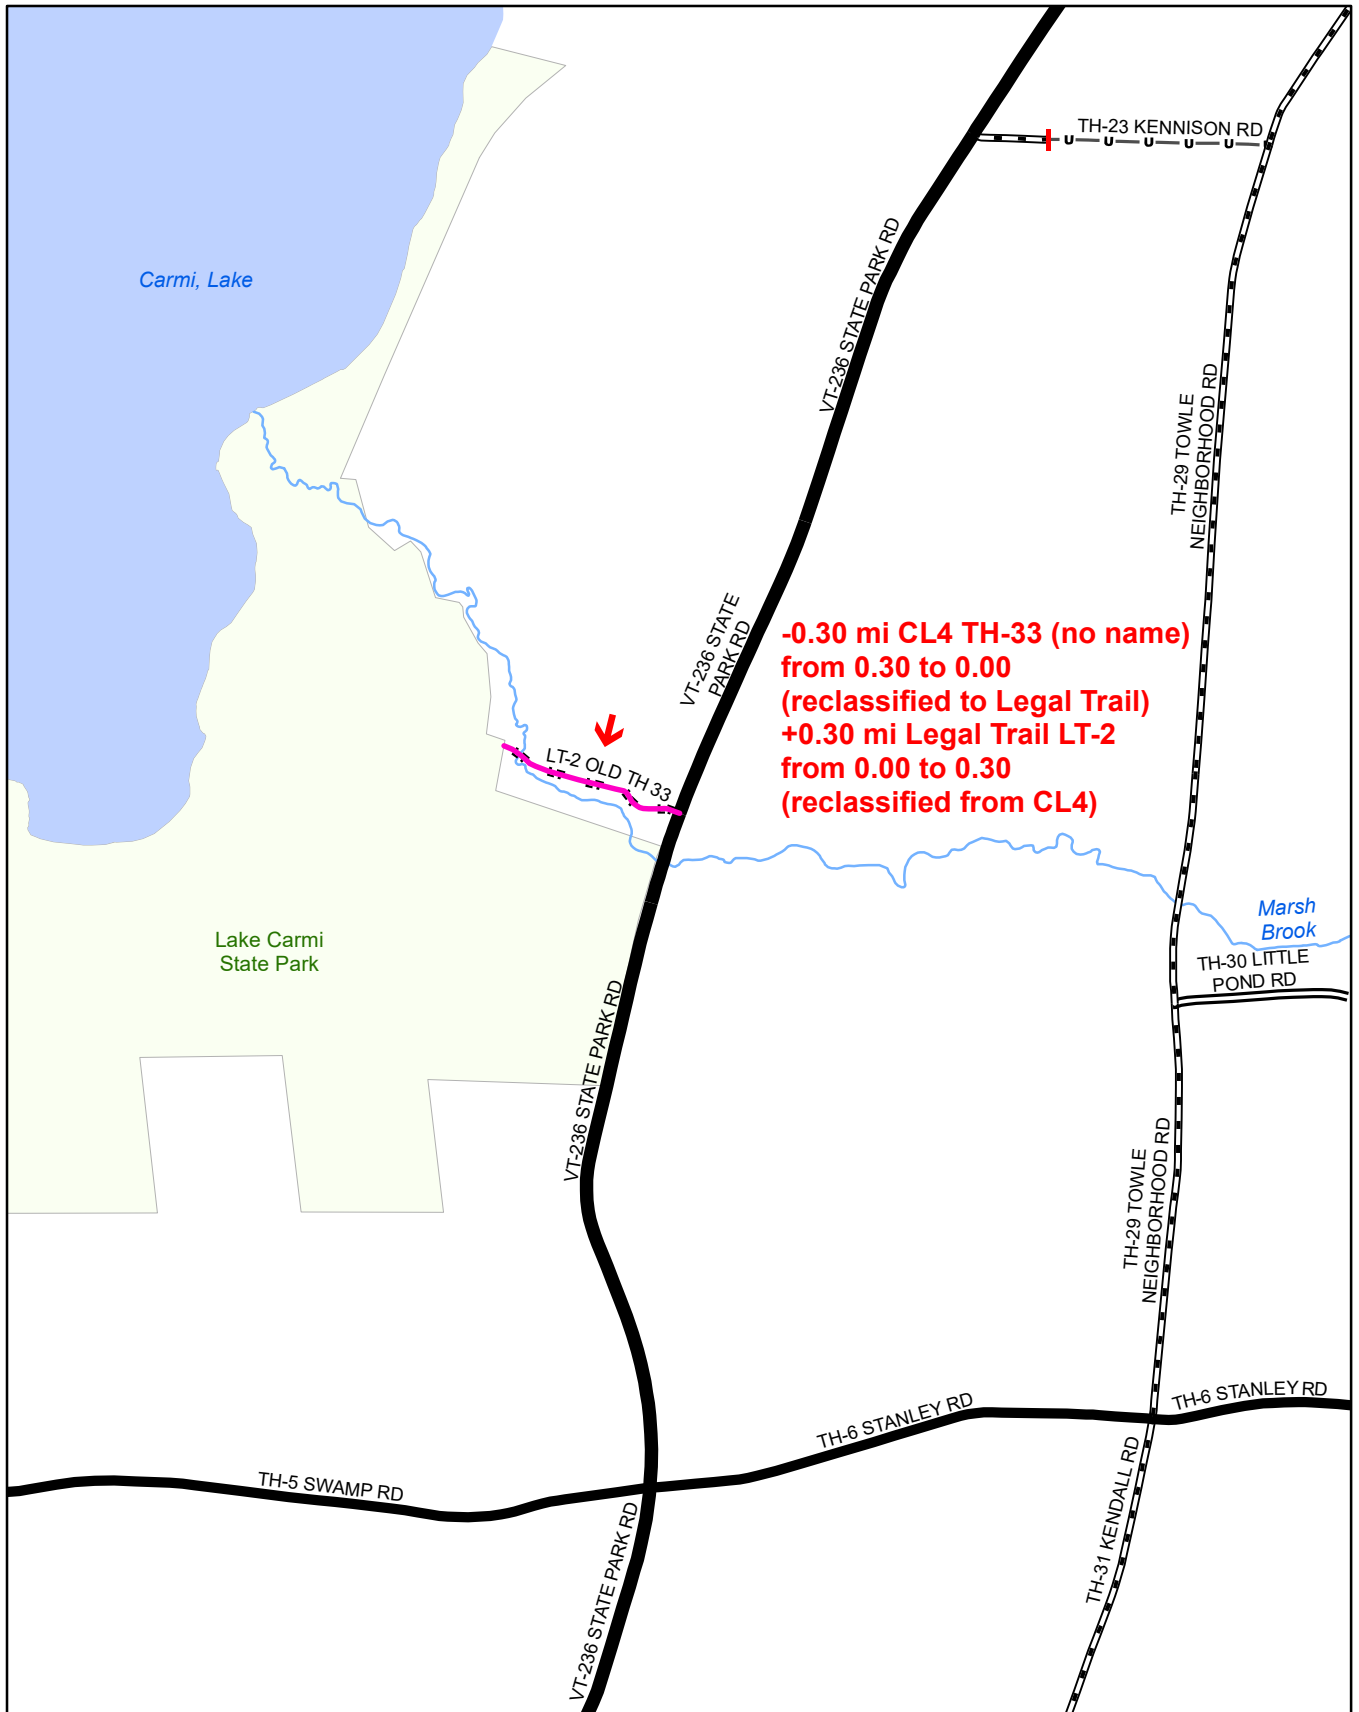 TH-23 KENNISON RD
U U U U U
VT-236 STATE PARK RD
Carmi, Lake
TH-29 TOWLE
NEIGHBORHOOD RD
VT-236 STATE
PARK RD
-0.30 mi CL4 TH-33 (no name)
from 0.30 to 0.00
(reclassified to Legal Trail)
+0.30 mi Legal Trail LT-2
from 0.00 to 0.30
(reclassified from CL4)
LT-2 OLD TH 33
LT LT LT
Marsh
Brook
Lake Carmi
State Park
TH-30 LITTLE
POND RD
VT-236 STATE PARK RD
TH-29 TOWLE
NEIGHBORHOOD RD
TH-6 STANLEY RD
TH-6 STANLEY RD
TH-5 SWAMP RD
TH-31 KENDALL RD
VT-236 STATE PARK RD